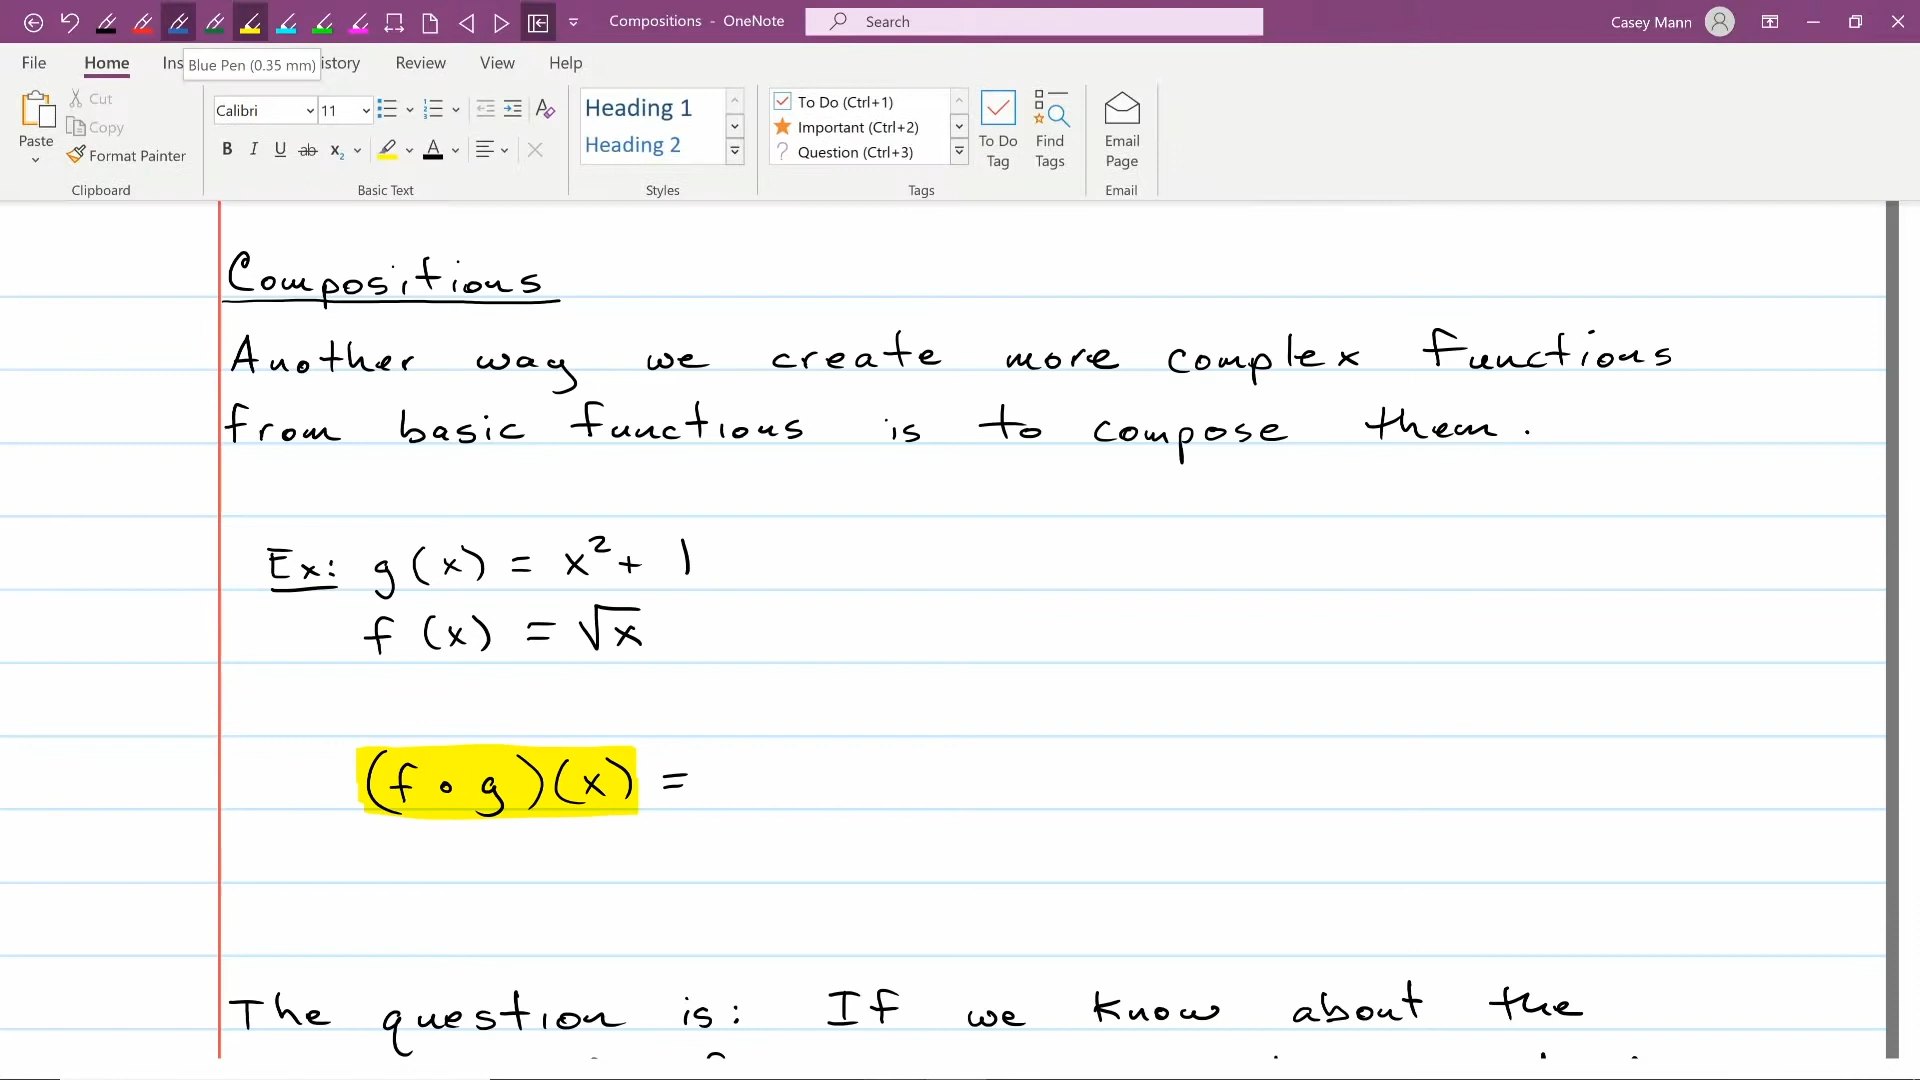 Compositions - OneNote
Search
Casey Mann
File Home Ins istory Review View Help
Blue Pen (0.35 mm)
Paste
Cut
Copy
Format Painter
Clipboard
Calibri 11
B I U ab x₂ A
Basic Text
Heading 1
Heading 2
Styles
To Do (Ctrl+1)
Important (Ctrl+2)
Question (Ctrl+3)
Tags
To Do Tag
Find Tags
Email Page
Email
Compositions
Another way we create more complex functions
from basic functions is to compose them.
Ex: g(x) = x² + 1
f(x) = √x
(f ∘ g)(x) =
The question is: If we know about the